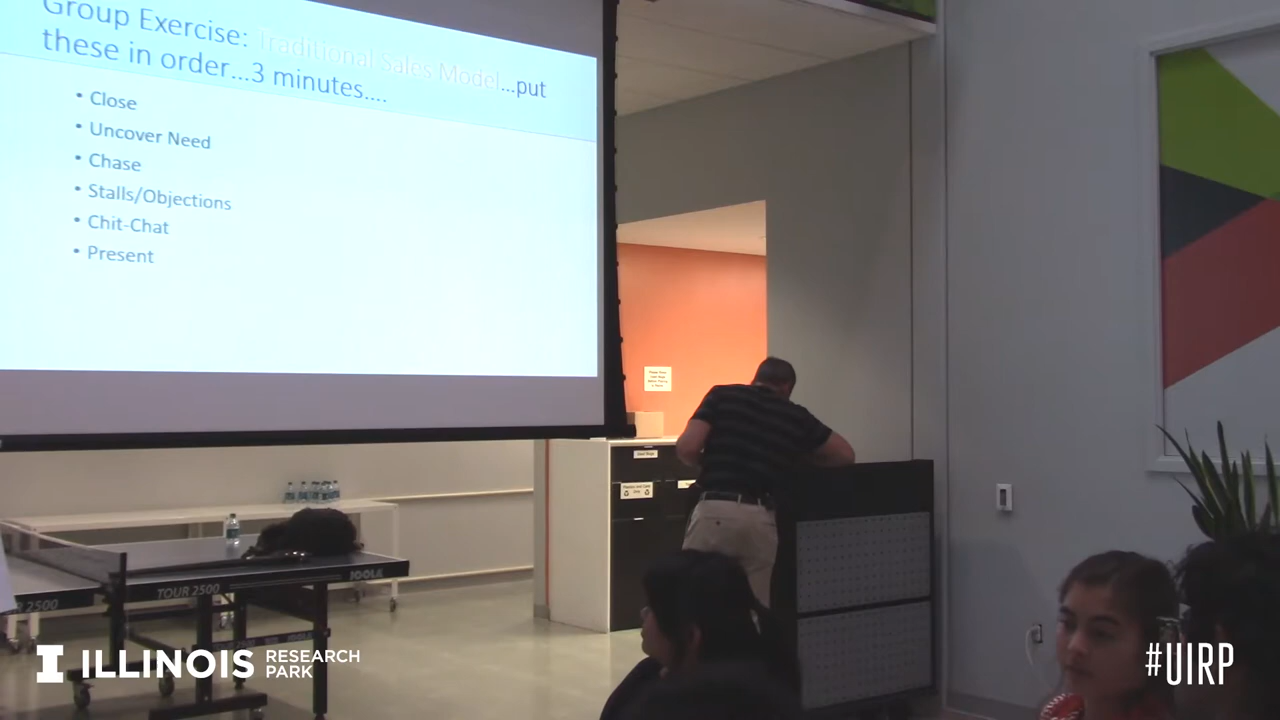 Group Exercise: Traditional Sales Model...put
these in order...3 minutes....
• Close
• Uncover Need
• Chase
• Stalls/Objections
• Chit-Chat
• Present
TOUR 2500
JOOLA
R 2500
ILLINOIS RESEARCH
PARK
#UIRP